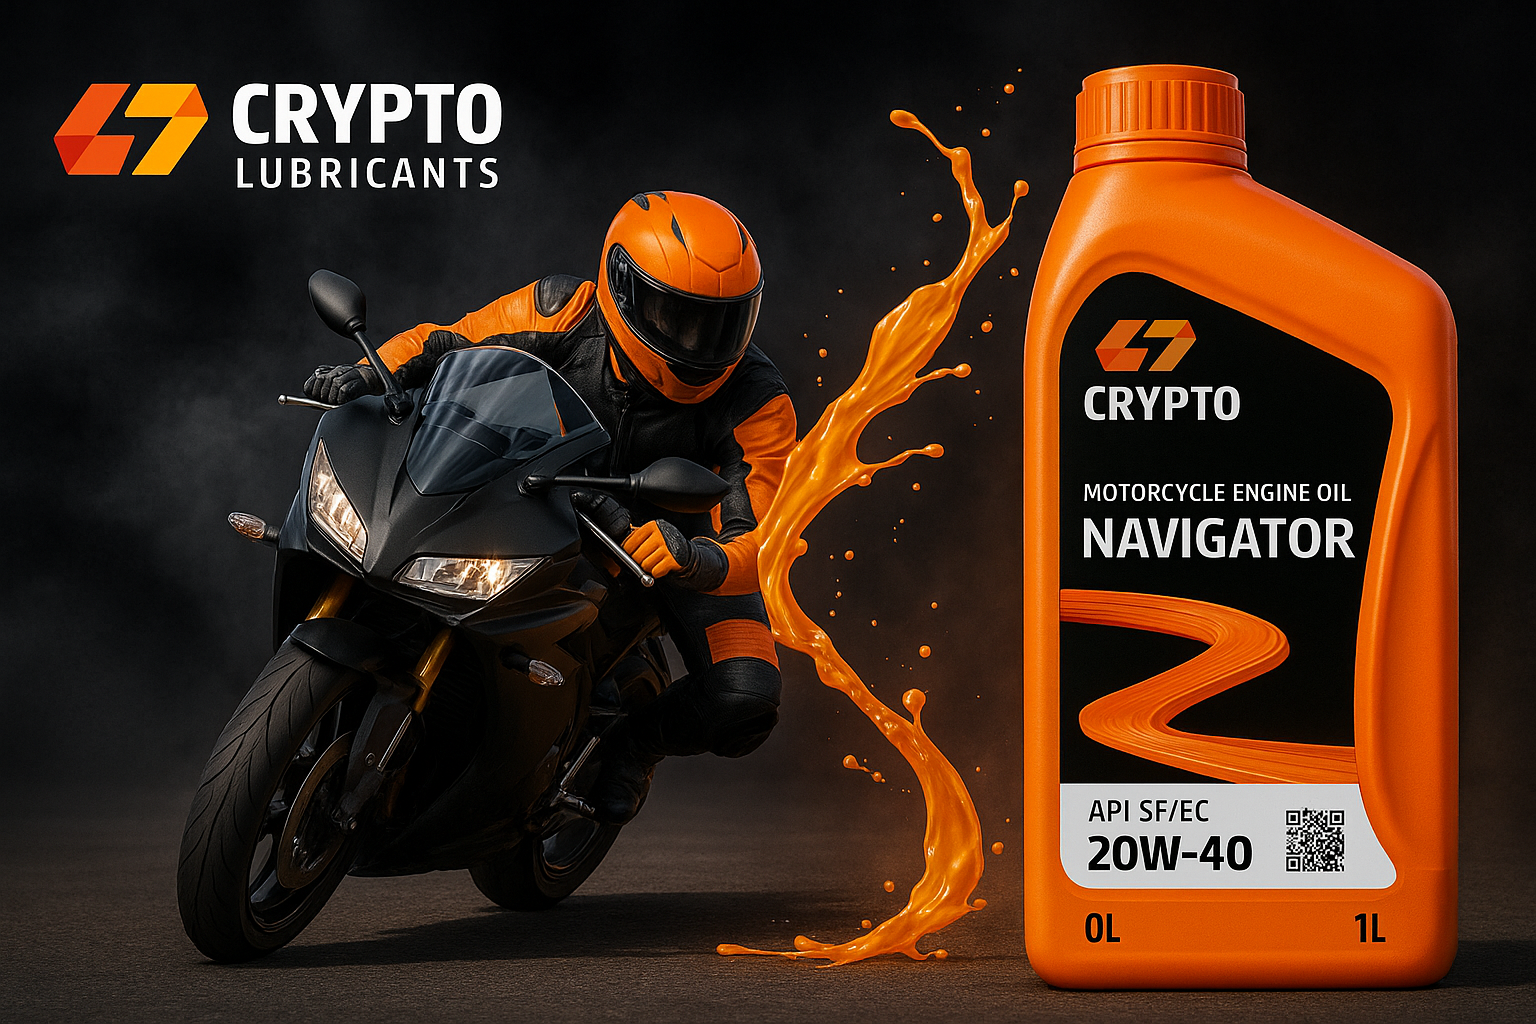 CRYPTO
LUBRICANTS
CRYPTO
MOTORCYCLE ENGINE OIL
NAVIGATOR
API SF/EC
20W-40
0L 1L